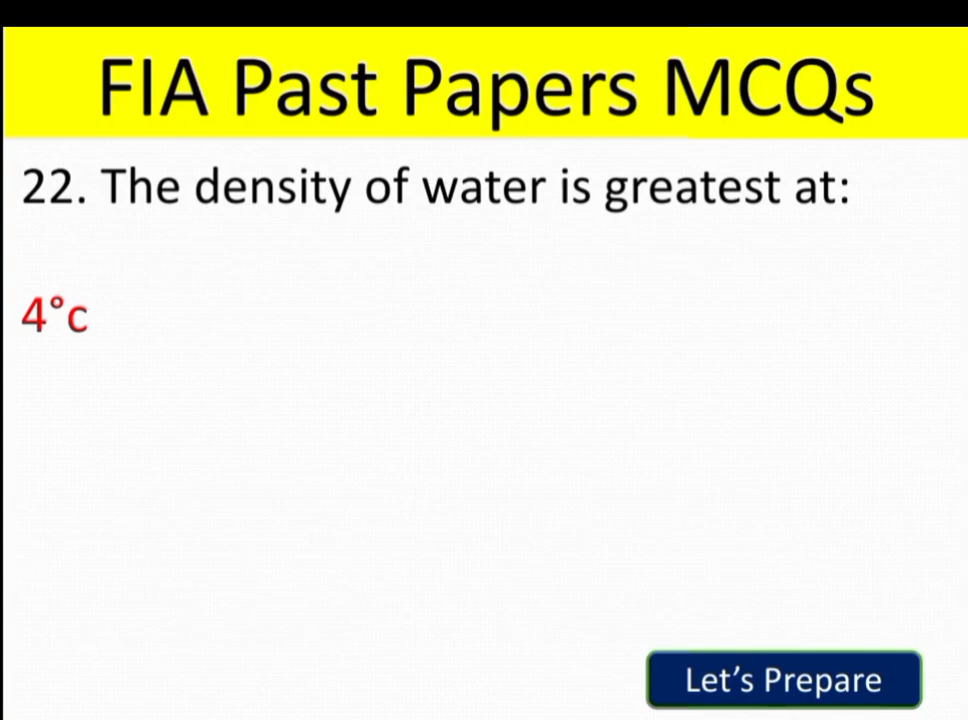 FIA Past Papers MCQs
22. The density of water is greatest at:
4°c
Let's Prepare